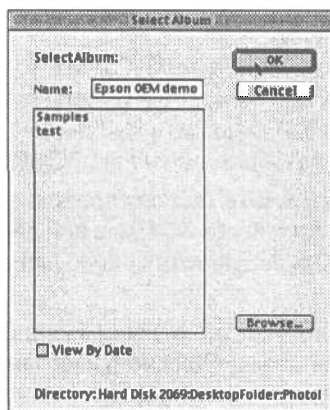 Select Album
SelectAlbum:
OK
Name:
Epson OEM demo
Cancel
Samples
test
Browse...
View By Date
Directory: Hard Disk 2069:DesktopFolder:Photol